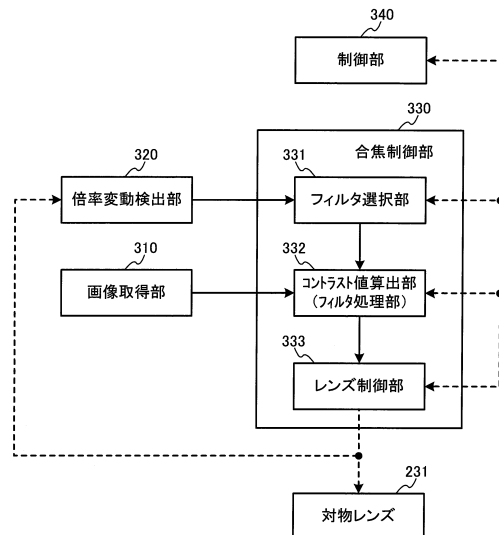 340
制御部
330
合焦制御部
320
倍率変動検出部
331
フィルタ選択部
310
画像取得部
332
コントラスト値算出部
(フィルタ処理部)
333
レンズ制御部
231
対物レンズ